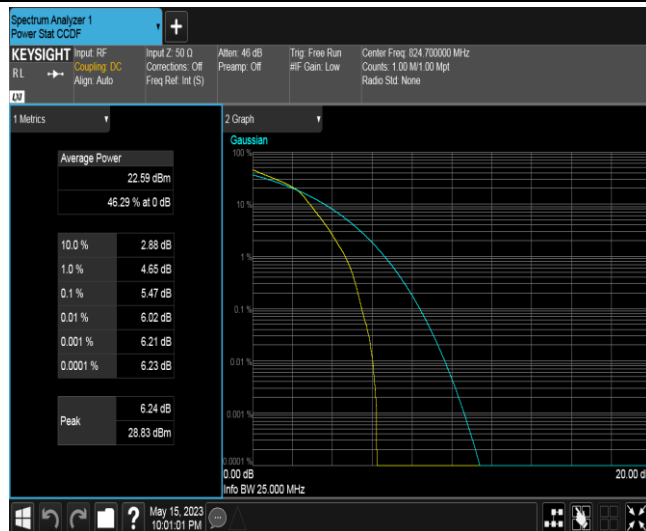 Spectrum Analyzer 1
Power Stat CCDF
+
KEYSIGHT
RL
Input: RF
Coupling: DC
Align: Auto
Input Z: 50 Ω
Corrections: Off
Freq Ref: Int (S)
Atten: 46 dB
Preamp: Off
Trig: Free Run
#IF Gain: Low
Center Freq: 824.700000 MHz
Counts: 1.00 M/1.00 Mpt
Radio Std: None
1 Metrics
Average Power
22.59 dBm
46.29 % at 0 dB
10.0 % 2.88 dB
1.0 % 4.65 dB
0.1 % 5.47 dB
0.01 % 6.02 dB
0.001 % 6.21 dB
0.0001 % 6.23 dB
Peak
6.24 dB
28.83 dBm
2 Graph
Gaussian
100 %
10 %
1 %
0.1 %
0.01 %
0.001 %
0.0001 %
0.00 dB
20.00 d
Info BW 25.000 MHz
?
May 15, 2023
10:01:01 PM